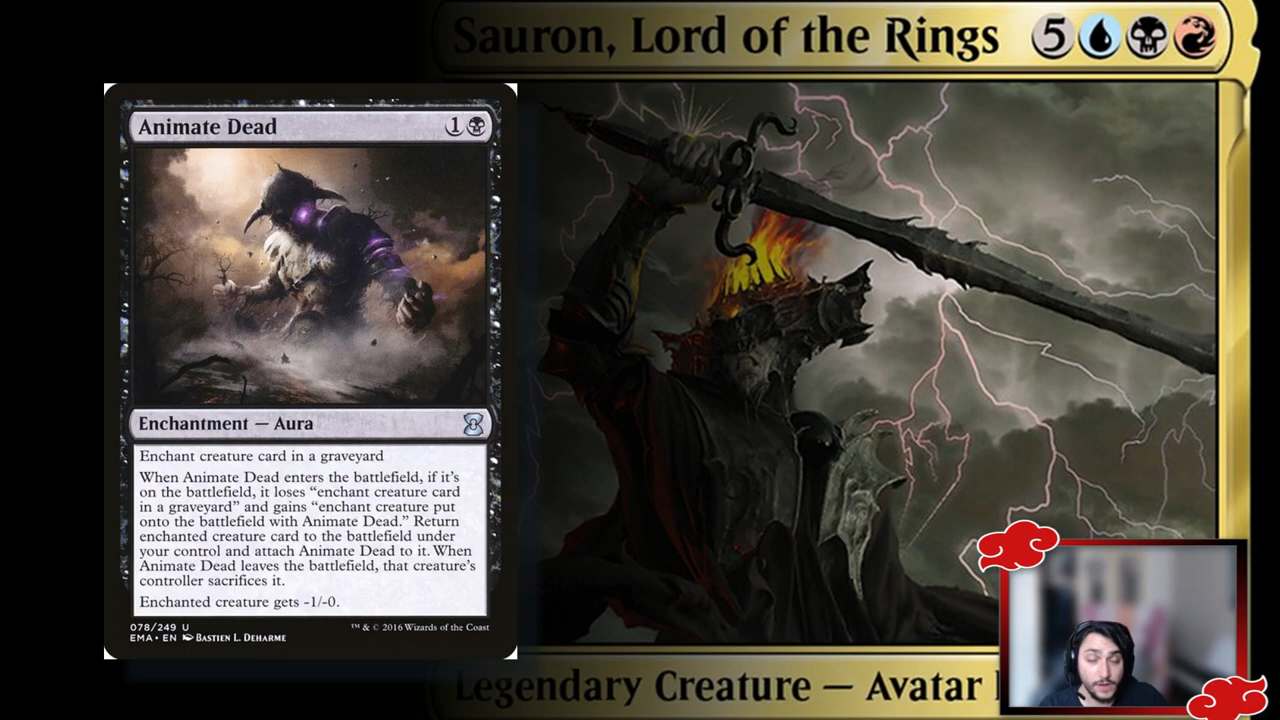 Sauron, Lord of the Rings 5
Animate Dead 1
Enchantment — Aura
Enchant creature card in a graveyard
When Animate Dead enters the battlefield, if it's
on the battlefield, it loses “enchant creature card
in a graveyard” and gains “enchant creature put
onto the battlefield with Animate Dead.” Return
enchanted creature card to the battlefield under
your control and attach Animate Dead to it. When
Animate Dead leaves the battlefield, that creature's
controller sacrifices it.
Enchanted creature gets -1/-0.
078/249 U
EMA • EN BASTIEN L. DEHARME
™ & © 2016 Wizards of the Coast
Legendary Creature — Avatar